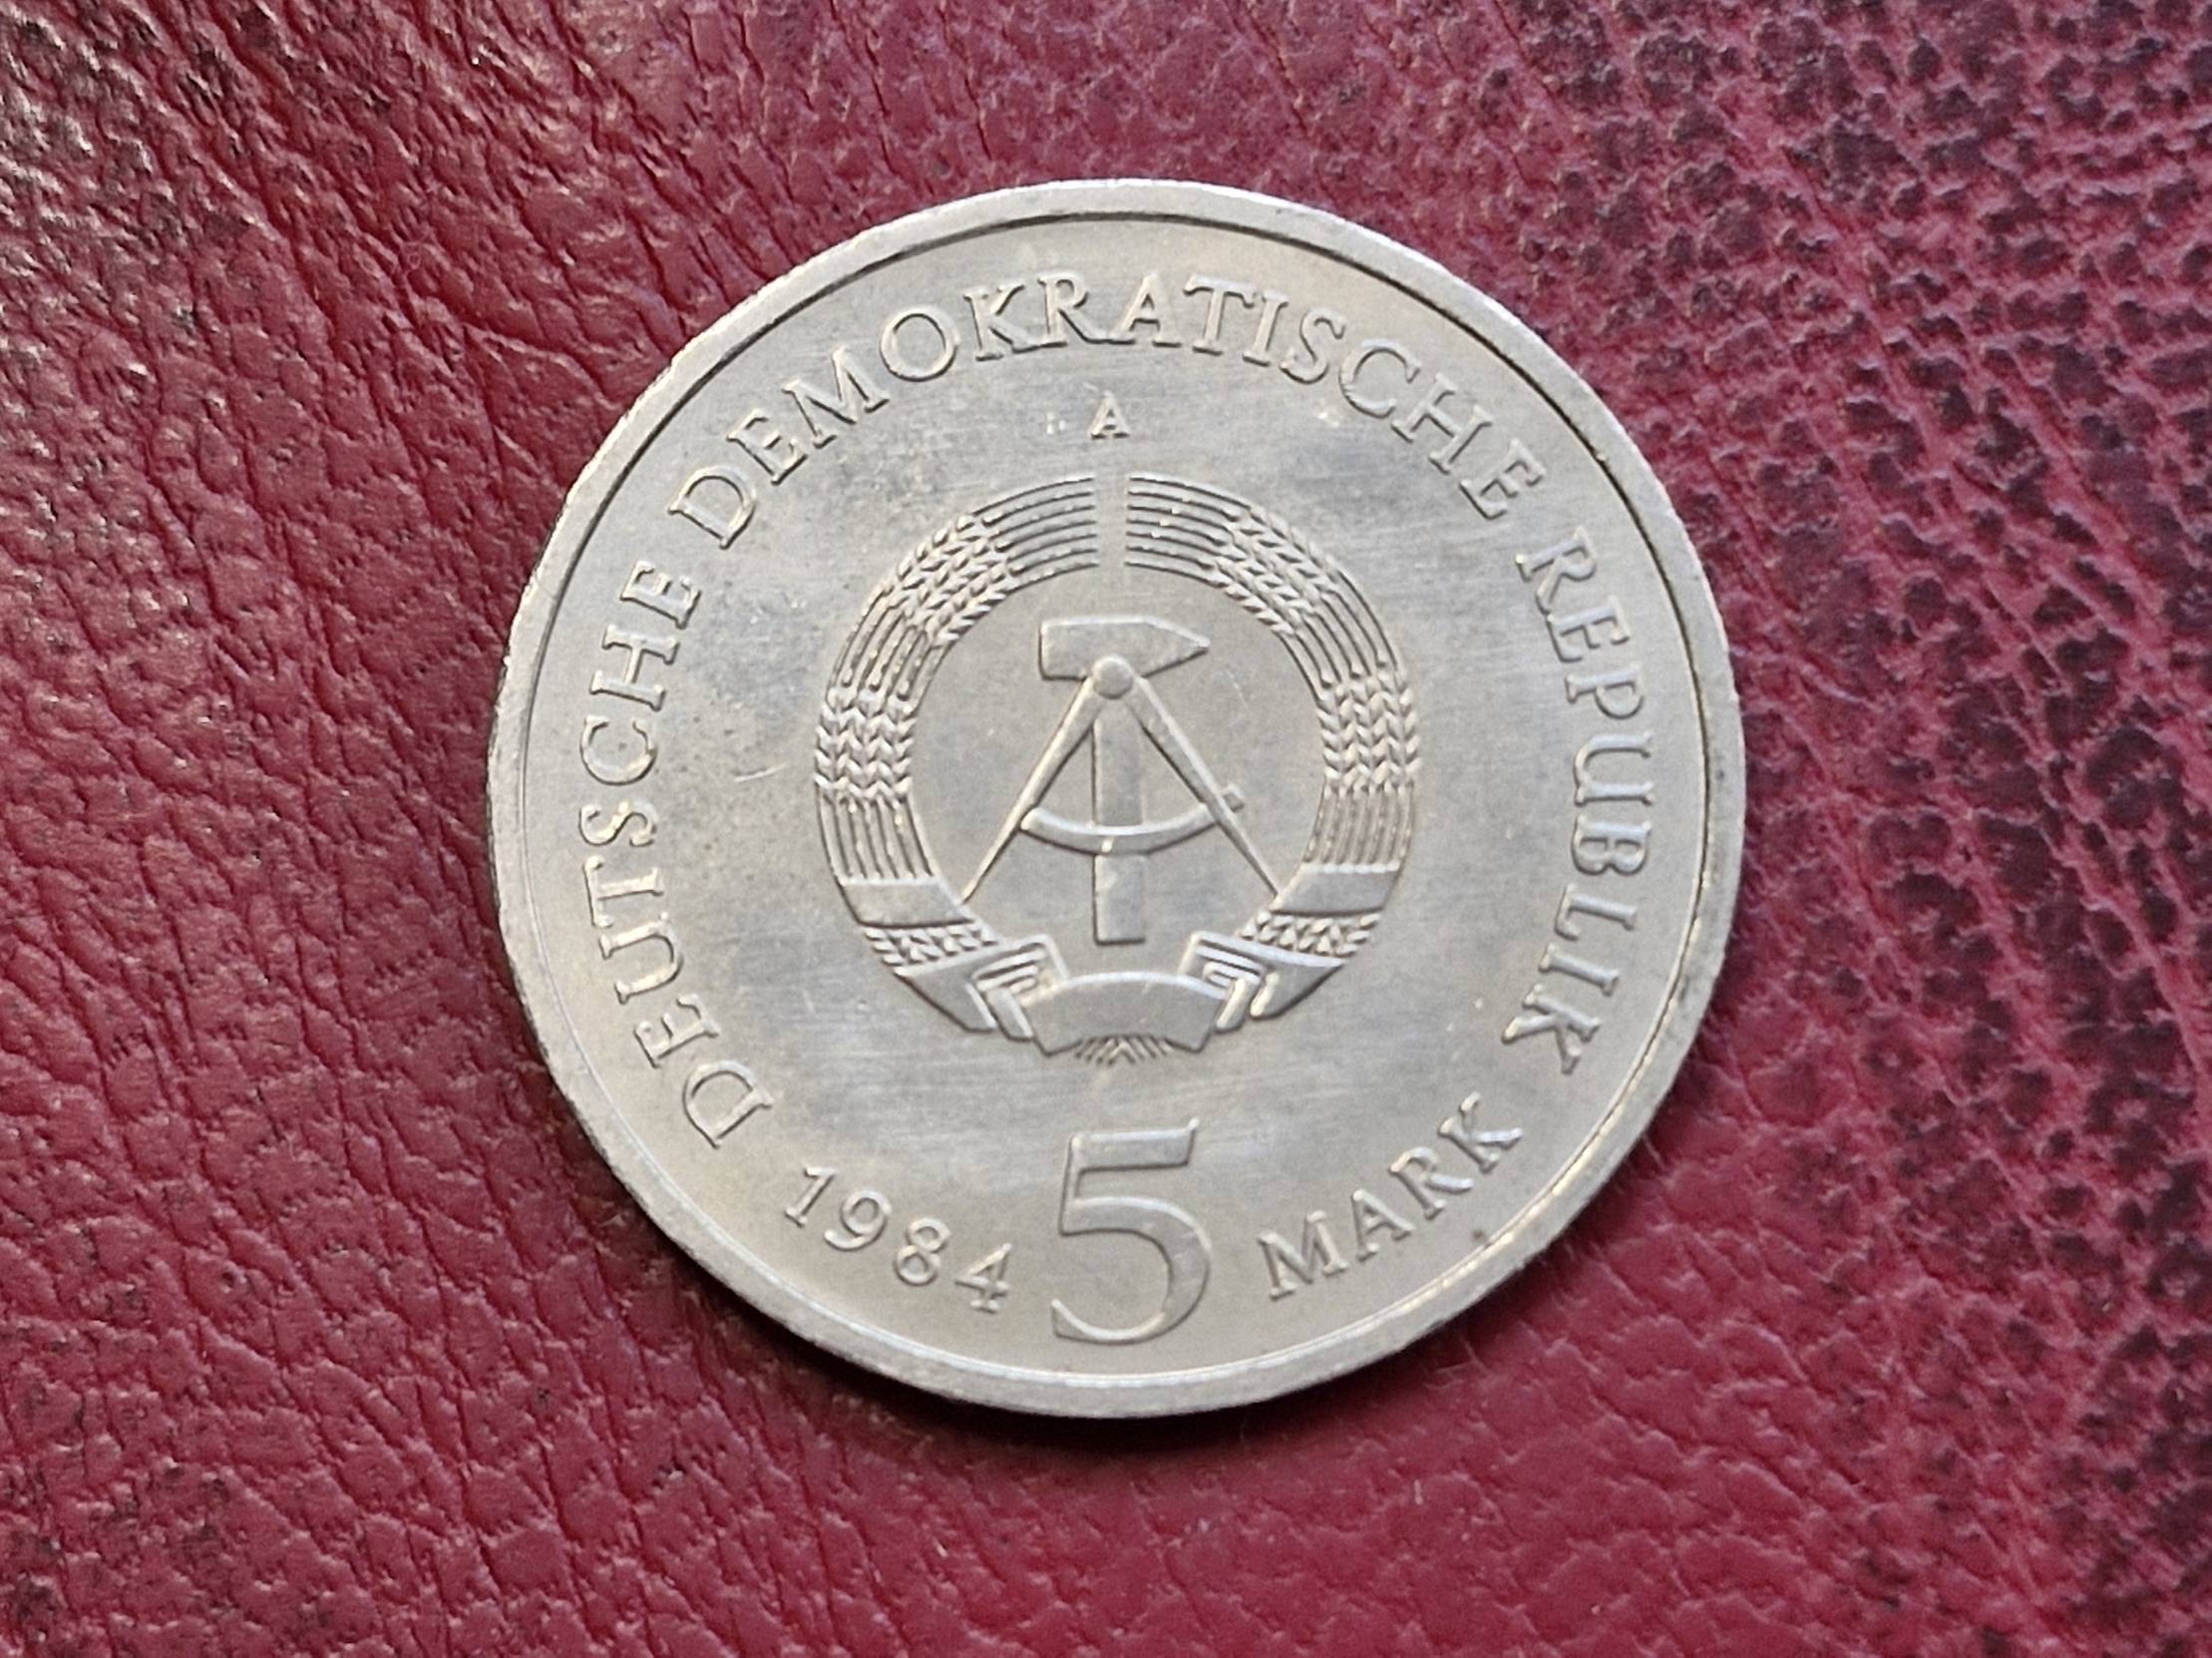 DEUTSCHE DEMOKRATISCHE REPUBLIK
A
1984 5 MARK